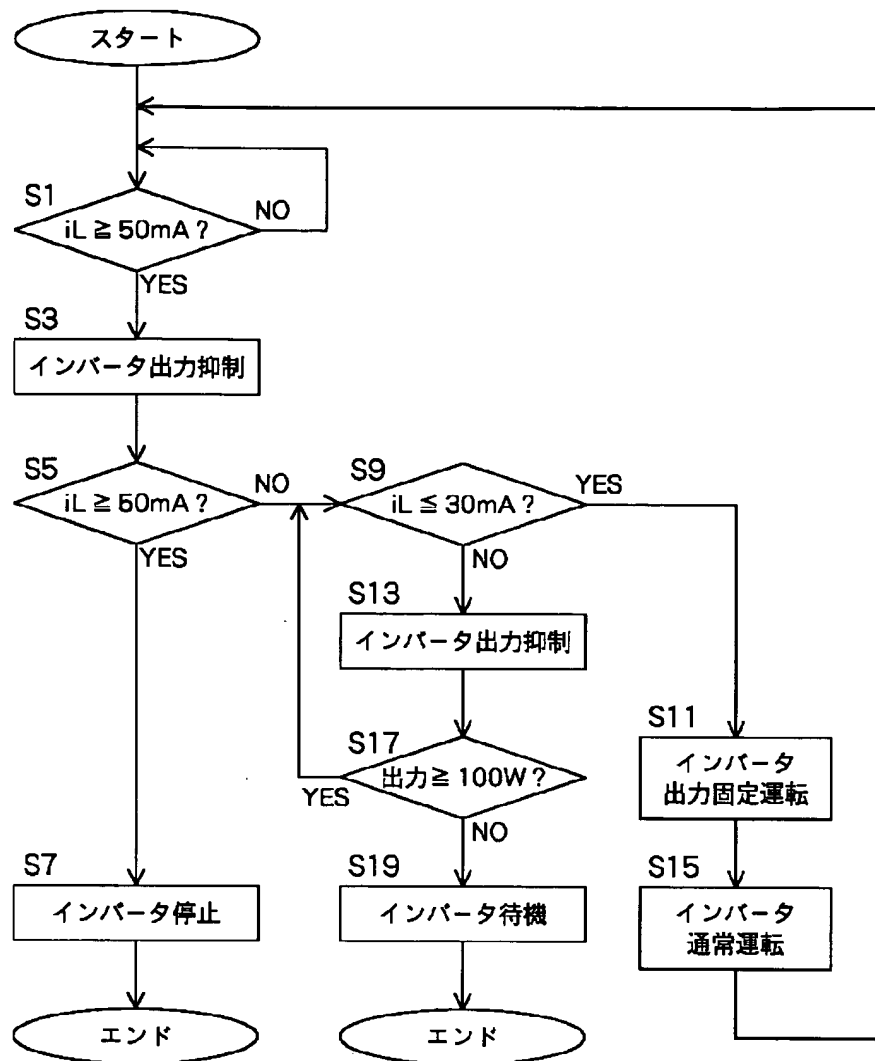 スタート
S1
iL ≧ 50mA ?
NO
YES
S3
インバータ出力抑制
S5
iL ≧ 50mA ?
NO
YES
S9
iL ≦ 30mA ?
YES
NO
S13
インバータ出力抑制
S17
出力≧ 100W ?
YES
NO
S11
インバータ
出力固定運転
S7
インバータ停止
S19
インバータ待機
S15
インバータ
通常運転
エンド
エンド